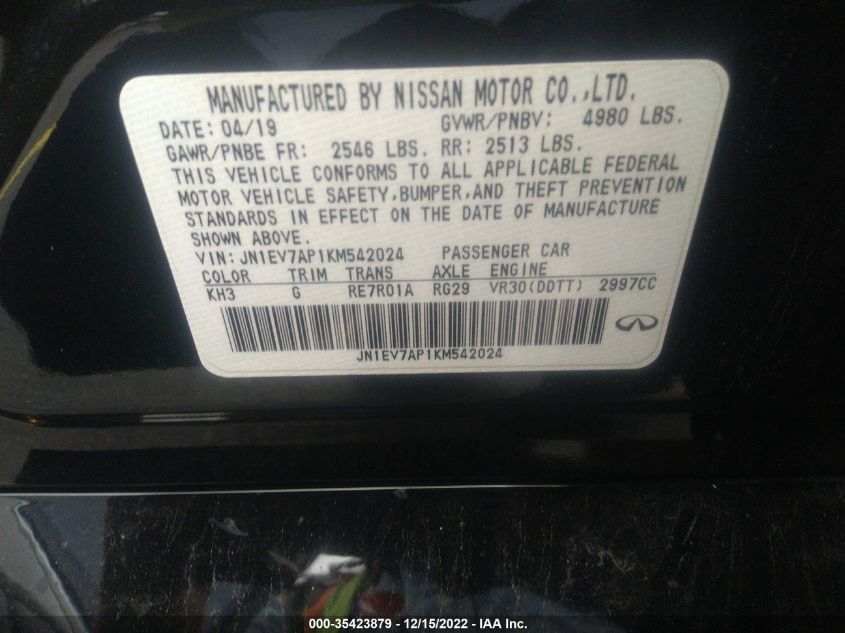 MANUFACTURED BY NISSAN MOTOR CO.,LTD.
DATE: 04/19 GVWR/PNBV: 4980 LBS.
GAWR/PNBE FR: 2546 LBS. RR: 2513 LBS.
THIS VEHICLE CONFORMS TO ALL APPLICABLE FEDERAL
MOTOR VEHICLE SAFETY,BUMPER,AND THEFT PREVENTION
STANDARDS IN EFFECT ON THE DATE OF MANUFACTURE
SHOWN ABOVE.
VIN: JN1EV7AP1KM542024 PASSENGER CAR
COLOR TRIM TRANS AXLE ENGINE
KH3 G RE7R01A RG29 VR30(DDTT) 2997CC
JN1EV7AP1KM542024
000-35423879 - 12/15/2022 - IAA Inc.